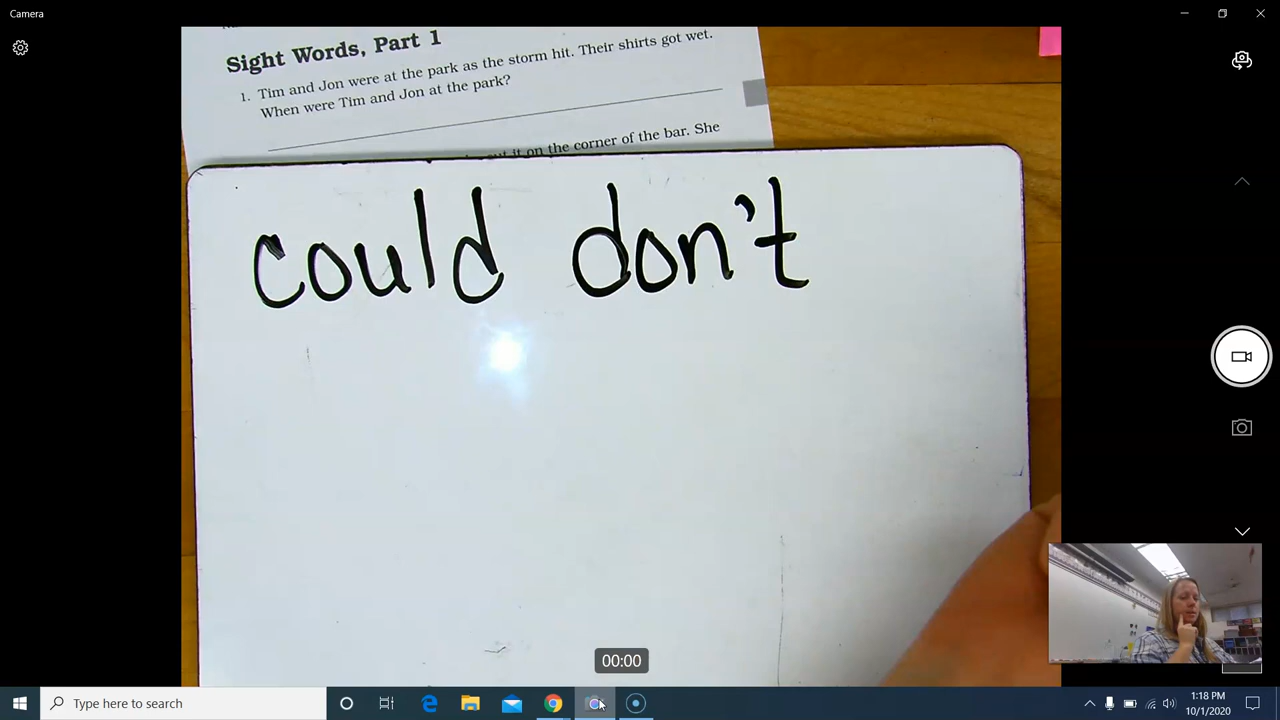 Camera
Sight Words, Part 1
1. Tim and Jon were at the park as the storm hit. Their shirts got wet.
When were Tim and Jon at the park?
it on the corner of the bar. She
could don't
00:00
Type here to search
1:18 PM
10/1/2020